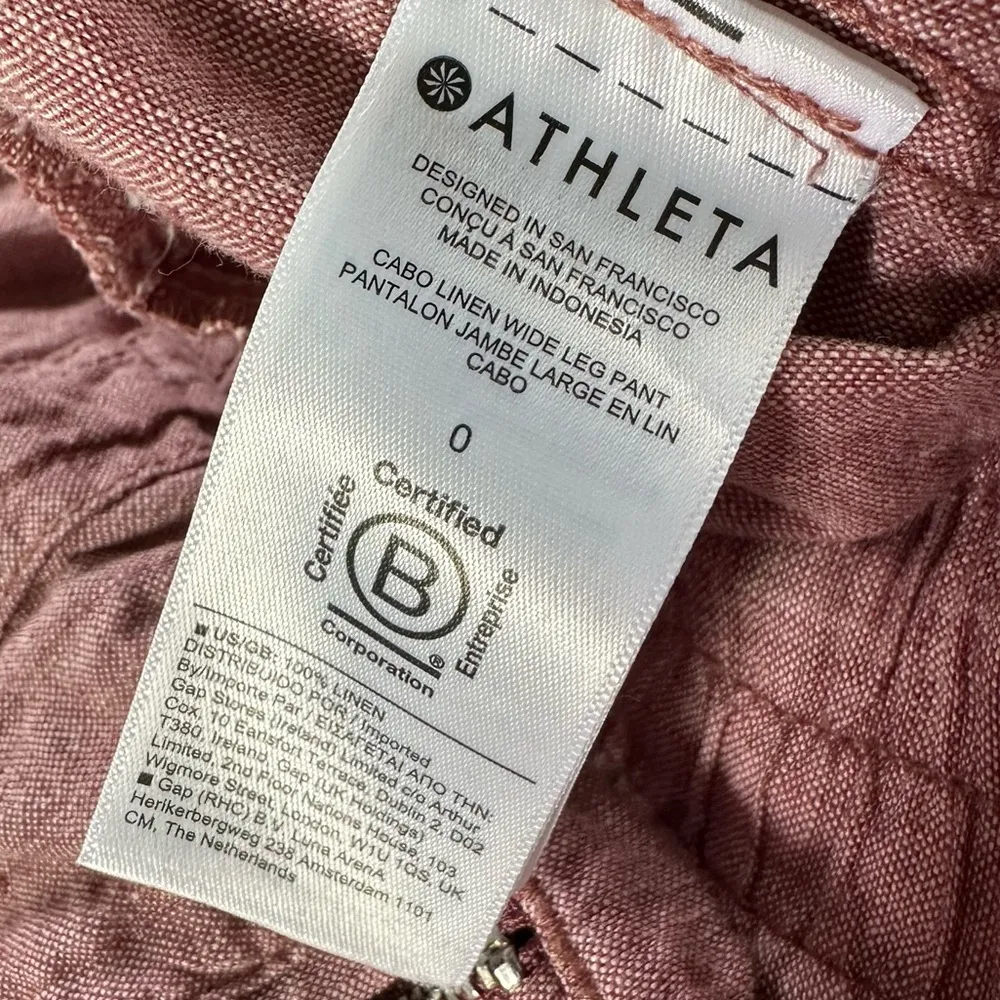 ATHLETA
DESIGNED IN SAN FRANCISCO
CONÇU À SAN FRANCISCO
MADE IN INDONESIA
CABO LINEN WIDE LEG PANT
PANTALON JAMBE LARGE EN LIN
CABO
0
Certified
Certifiée
B
Entreprise
®
Corporation
■ US/GB: 100% LINEN
DISTRIBUIDO POR / Imported
By/Importe Par / ΕΙΣΑΓΕΤΑΙ ΑΠΟ ΤΗΝ:
Gap Stores (Ireland) Limited c/o Arthur
Cox, 10 Earlsfort Terrace, Dublin 2, D02
T380, Ireland, Gap (UK Holdings)
Limited, 2nd Floor Nations House, 103
Wigmore Street, London, W1U 1QS, UK
■ Gap (RHC) B.V. Luna ArenA
Herikerbergweg 238 Amsterdam 1101
CM, The Netherlands